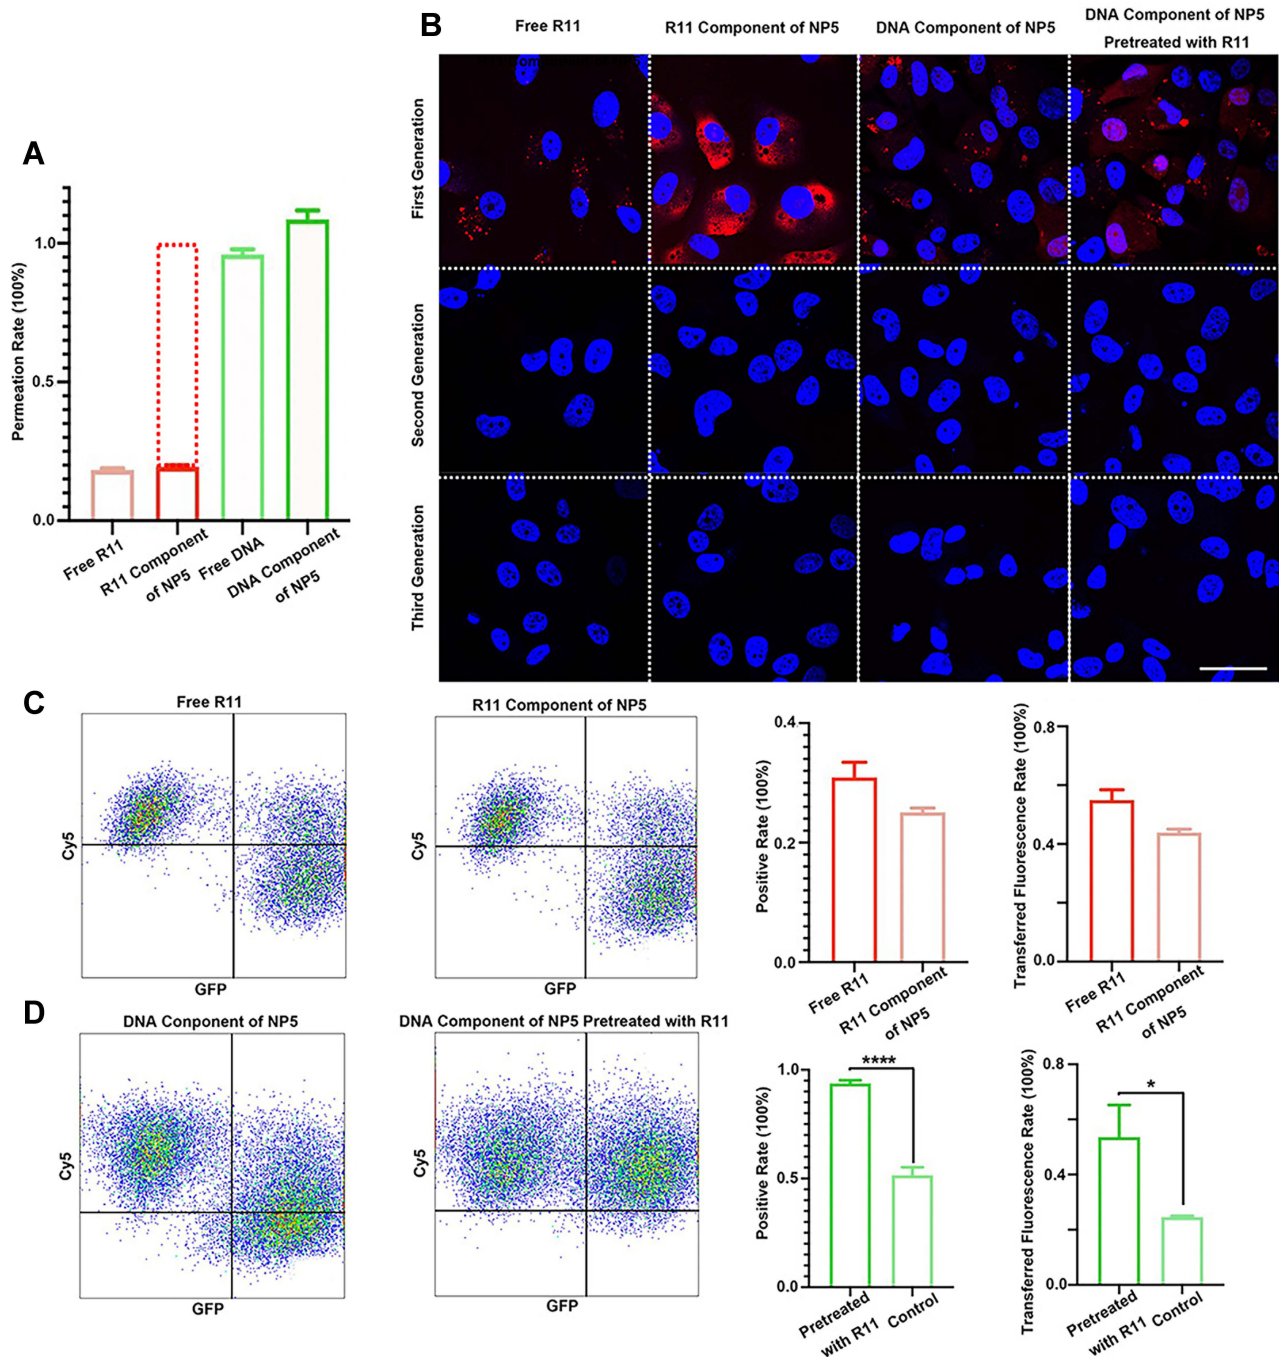 A
Permeation Rate (100%)
1.0
0.5
0.0
Free R11
R11 Component
of NP5
Free DNA
DNA Component
of NP5
B
Free R11
R11 Component of NP5
DNA Component of NP5
DNA Component of NP5
Pretreated with R11
First Generation
Second Generation
Third Generation
C
Free R11
Cy5
GFP
R11 Component of NP5
Cy5
GFP
Positive Rate (100%)
0.4
0.2
0.0
Free R11
R11 Component
of NP5
Transferred Fluorescence Rate (100%)
0.8
0.4
0.0
Free R11
R11 Component
of NP5
D
DNA Conponent of NP5
Cy5
GFP
DNA Component of NP5 Pretreated with R11
Cy5
GFP
Positive Rate (100%)
1.0
0.5
0.0
****
Pretreated
with R11
Control
Transferred Fluorescence Rate (100%)
0.8
0.4
0.0
*
Pretreated
with R11
Control